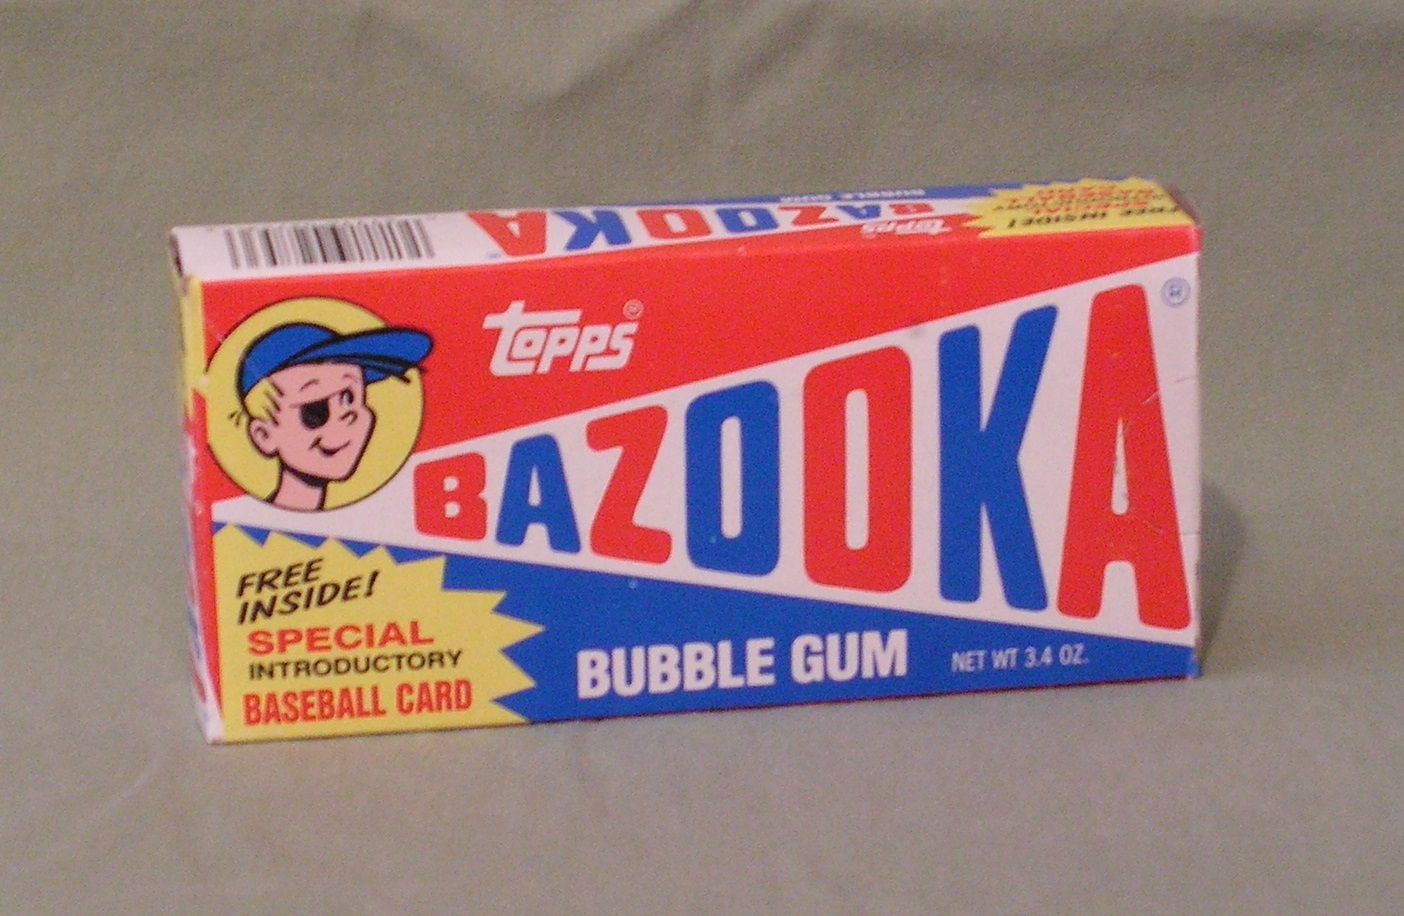 BUBBLE GUM
BAZOOKA
topps
FREE INSIDE!
topps®
BAZOOKA®
FREE
INSIDE!
SPECIAL
INTRODUCTORY
BASEBALL CARD
BUBBLE GUM
NET WT 3.4 OZ.